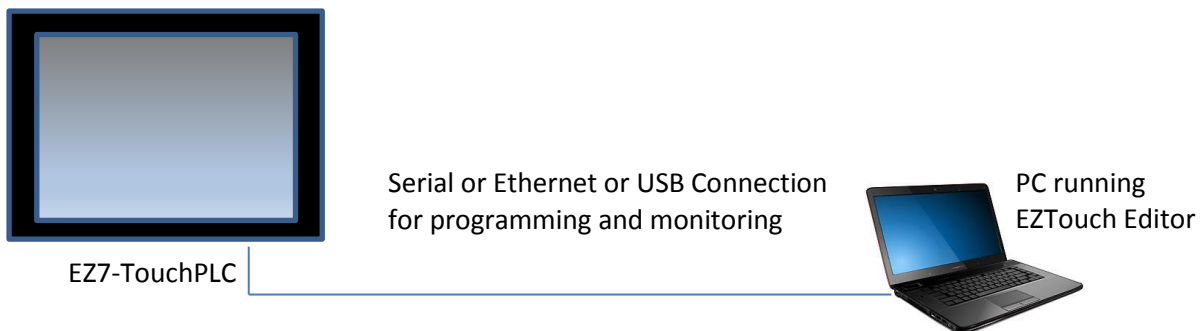 Serial or Ethernet or USB Connection
for programming and monitoring
PC running
EZTouch Editor
EZ7-TouchPLC